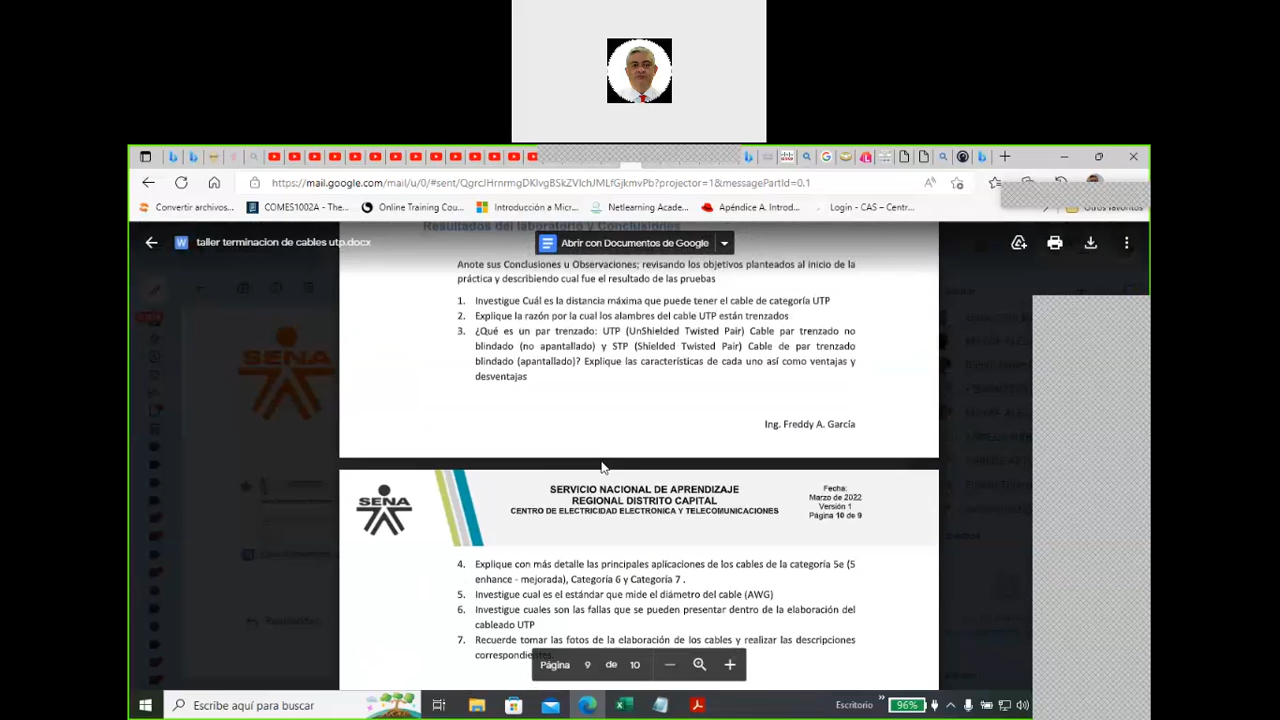 https://mail.google.com/mail/u/0/#sent/QgrcJHrnrmgDKlvgBSkZVlchJMLfGjkmvPb?projector=1&messagePartId=0.1
Convertir archivos...
COMES1002A - The...
Online Training Cou...
Introducción a Micr...
Netlearning Acade...
Apéndice A. Introd...
Login - CAS – Centr...
Otros favoritos
taller terminacion de cables utp.docx
Abrir con Documentos de Google
Resultados del laboratorio y Conclusiones
Anote sus Conclusiones u Observaciones; revisando los objetivos planteados al inicio de la
práctica y describiendo cual fue el resultado de las pruebas
1. Investigue Cuál es la distancia máxima que puede tener el cable de categoría UTP
2. Explique la razón por la cual los alambres del cable UTP están trenzados
3. ¿Qué es un par trenzado: UTP (UnShielded Twisted Pair) Cable par trenzado no
blindado (no apantallado) y STP (Shielded Twisted Pair) Cable de par trenzado
blindado (apantallado)? Explique las características de cada uno así como ventajas y
desventajas
Ing. Freddy A. García
SENA
SENA
SERVICIO NACIONAL DE APRENDIZAJE
REGIONAL DISTRITO CAPITAL
CENTRO DE ELECTRICIDAD ELECTRONICA Y TELECOMUNICACIONES
Fecha:
Marzo de 2022
Versión 1
Página 10 de 9
4. Explique con más detalle las principales aplicaciones de los cables de la categoría 5e (5
enhance - mejorada), Categoría 6 y Categoría 7 .
5. Investigue cual es el estándar que mide el diámetro del cable (AWG)
6. Investigue cuales son las fallas que se pueden presentar dentro de la elaboración del
cableado UTP
7. Recuerde tomar las fotos de la elaboración de los cables y realizar las descripciones
correspondientes.
Página 9 de 10
Escribe aquí para buscar
Escritorio
96%